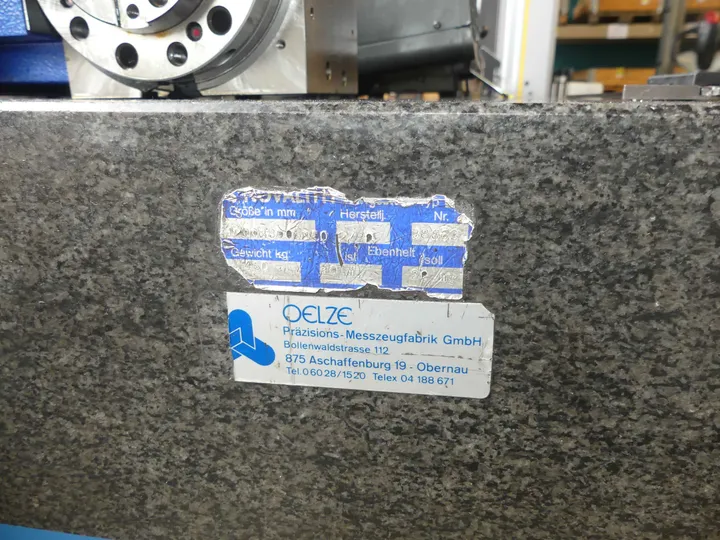 Größe in mm Herstellj. Nr.
Gewicht kg ist Ebenheit soll
OELZE
Präzisions-Messzeugfabrik GmbH
Bollenwaldstrasse 112
875 Aschaffenburg 19 - Obernau
Tel. 06028/1520 Telex 04 188 671